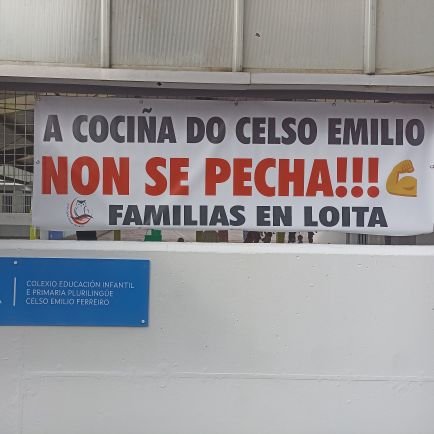 A COCIÑA DO CELSO EMILIO
NON SE PECHA!!!💪
FAMILIAS EN LOITA
COLEXIO EDUCACIÓN INFANTIL
E PRIMARIA PLURILINGÜE
CELSO EMILIO FERREIRO